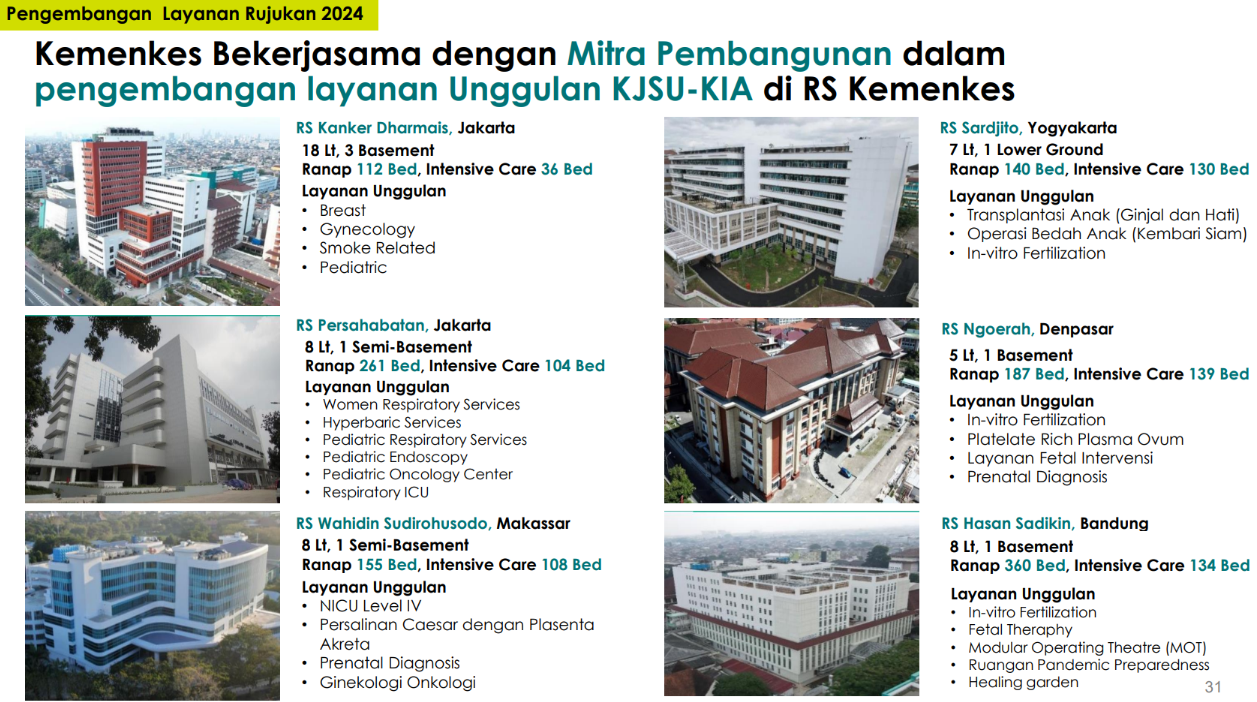 Pengembangan Layanan Rujukan 2024
Kemenkes Bekerjasama dengan Mitra Pembangunan dalam
pengembangan layanan Unggulan KJSU-KIA di RS Kemenkes
RS Kanker Dharmais, Jakarta
18 Lt, 3 Basement
Ranap 112 Bed, Intensive Care 36 Bed
Layanan Unggulan
• Breast
• Gynecology
• Smoke Related
• Pediatric
RS Persahabatan, Jakarta
8 Lt, 1 Semi-Basement
Ranap 261 Bed, Intensive Care 104 Bed
Layanan Unggulan
• Women Respiratory Services
• Hyperbaric Services
• Pediatric Respiratory Services
• Pediatric Endoscopy
• Pediatric Oncology Center
• Respiratory ICU
RS Wahidin Sudirohusodo, Makassar
8 Lt, 1 Semi-Basement
Ranap 155 Bed, Intensive Care 108 Bed
Layanan Unggulan
• NICU Level IV
• Persalinan Caesar dengan Plasenta
Akreta
• Prenatal Diagnosis
• Ginekologi Onkologi
RS Sardjito, Yogyakarta
7 Lt, 1 Lower Ground
Ranap 140 Bed, Intensive Care 130 Bed
Layanan Unggulan
• Transplantasi Anak (Ginjal dan Hati)
• Operasi Bedah Anak (Kembari Siam)
• In-vitro Fertilization
RS Ngoerah, Denpasar
5 Lt, 1 Basement
Ranap 187 Bed, Intensive Care 139 Bed
Layanan Unggulan
• In-vitro Fertilization
• Platelate Rich Plasma Ovum
• Layanan Fetal Intervensi
• Prenatal Diagnosis
RS Hasan Sadikin, Bandung
8 Lt, 1 Basement
Ranap 360 Bed, Intensive Care 134 Bed
Layanan Unggulan
• In-vitro Fertilization
• Fetal Theraphy
• Modular Operating Theatre (MOT)
• Ruangan Pandemic Preparedness
• Healing garden
31